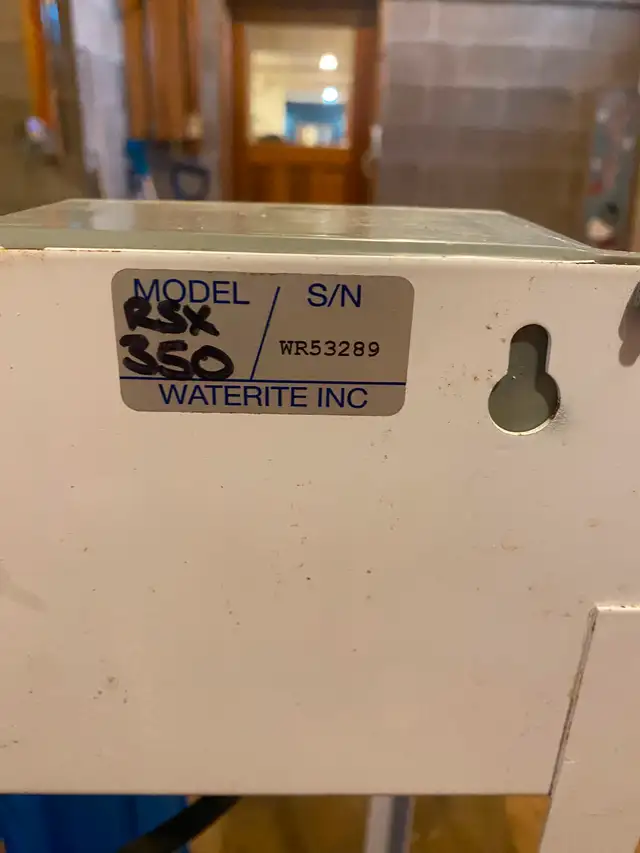 MODEL / S/N
RSX
350
WR53289
WATERITE INC